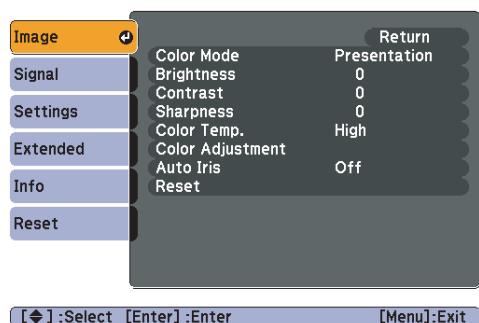 Image
Signal
Settings
Extended
Info
Reset
Return
Color Mode Presentation
Brightness 0
Contrast 0
Sharpness 0
Color Temp. High
Color Adjustment
Auto Iris Off
Reset
[◆] :Select [Enter] :Enter [Menu]:Exit